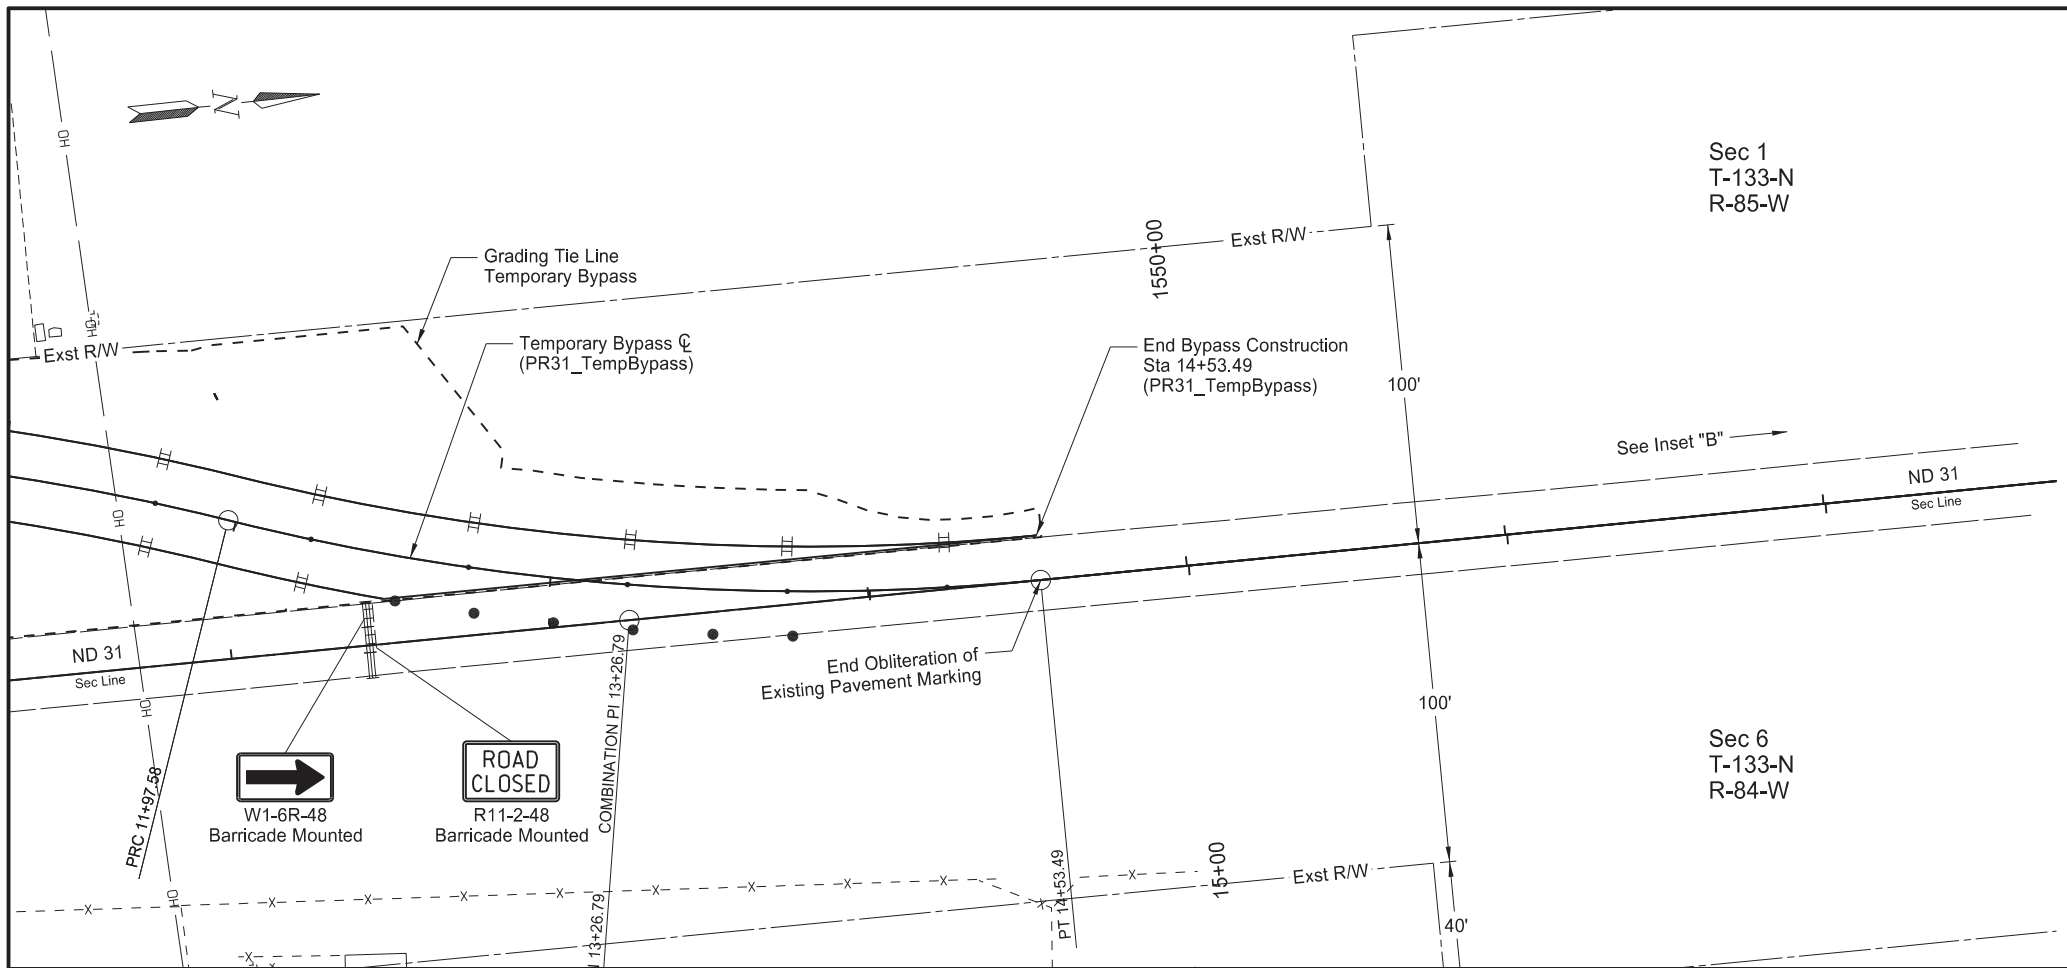 N
Sec 1
T-133-N
R-85-W
Grading Tie Line
Temporary Bypass
1550+00
Exst R/W
Exst R/W
Temporary Bypass ℄
(PR31_TempBypass)
End Bypass Construction
Sta 14+53.49
(PR31_TempBypass)
100'
See Inset "B"
ND 31
Sec Line
OH
OH
OH
OH
OH
OH
ND 31
Sec Line
End Obliteration of
Existing Pavement Marking
100'
COMBINATION PI 13+26.79
PRC 11+97.58
ROAD
CLOSED
W1-6R-48
Barricade Mounted
R11-2-48
Barricade Mounted
Sec 6
T-133-N
R-84-W
15+00
Exst R/W
PT 14+53.49
13+26.79
40'